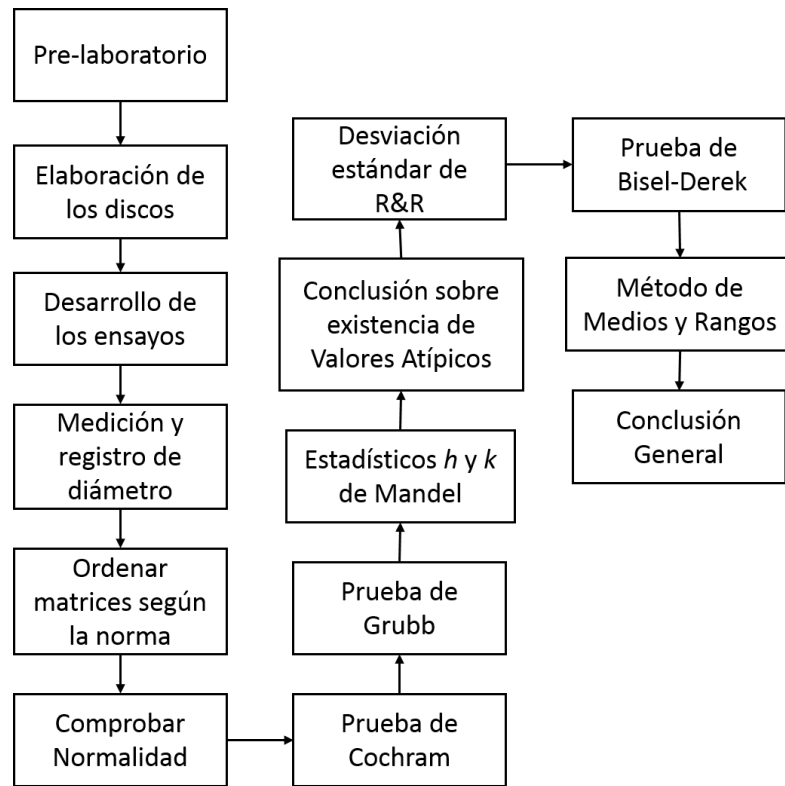 Pre-laboratorio
Elaboración de
los discos
Desarrollo de
los ensayos
Medición y
registro de
diámetro
Ordenar
matrices según
la norma
Comprobar
Normalidad
Prueba de
Cochram
Prueba de
Grubb
Estadísticos h y k
de Mandel
Conclusión sobre
existencia de
Valores Atípicos
Desviación
estándar de
R&R
Prueba de
Bisel-Derek
Método de
Medios y Rangos
Conclusión
General